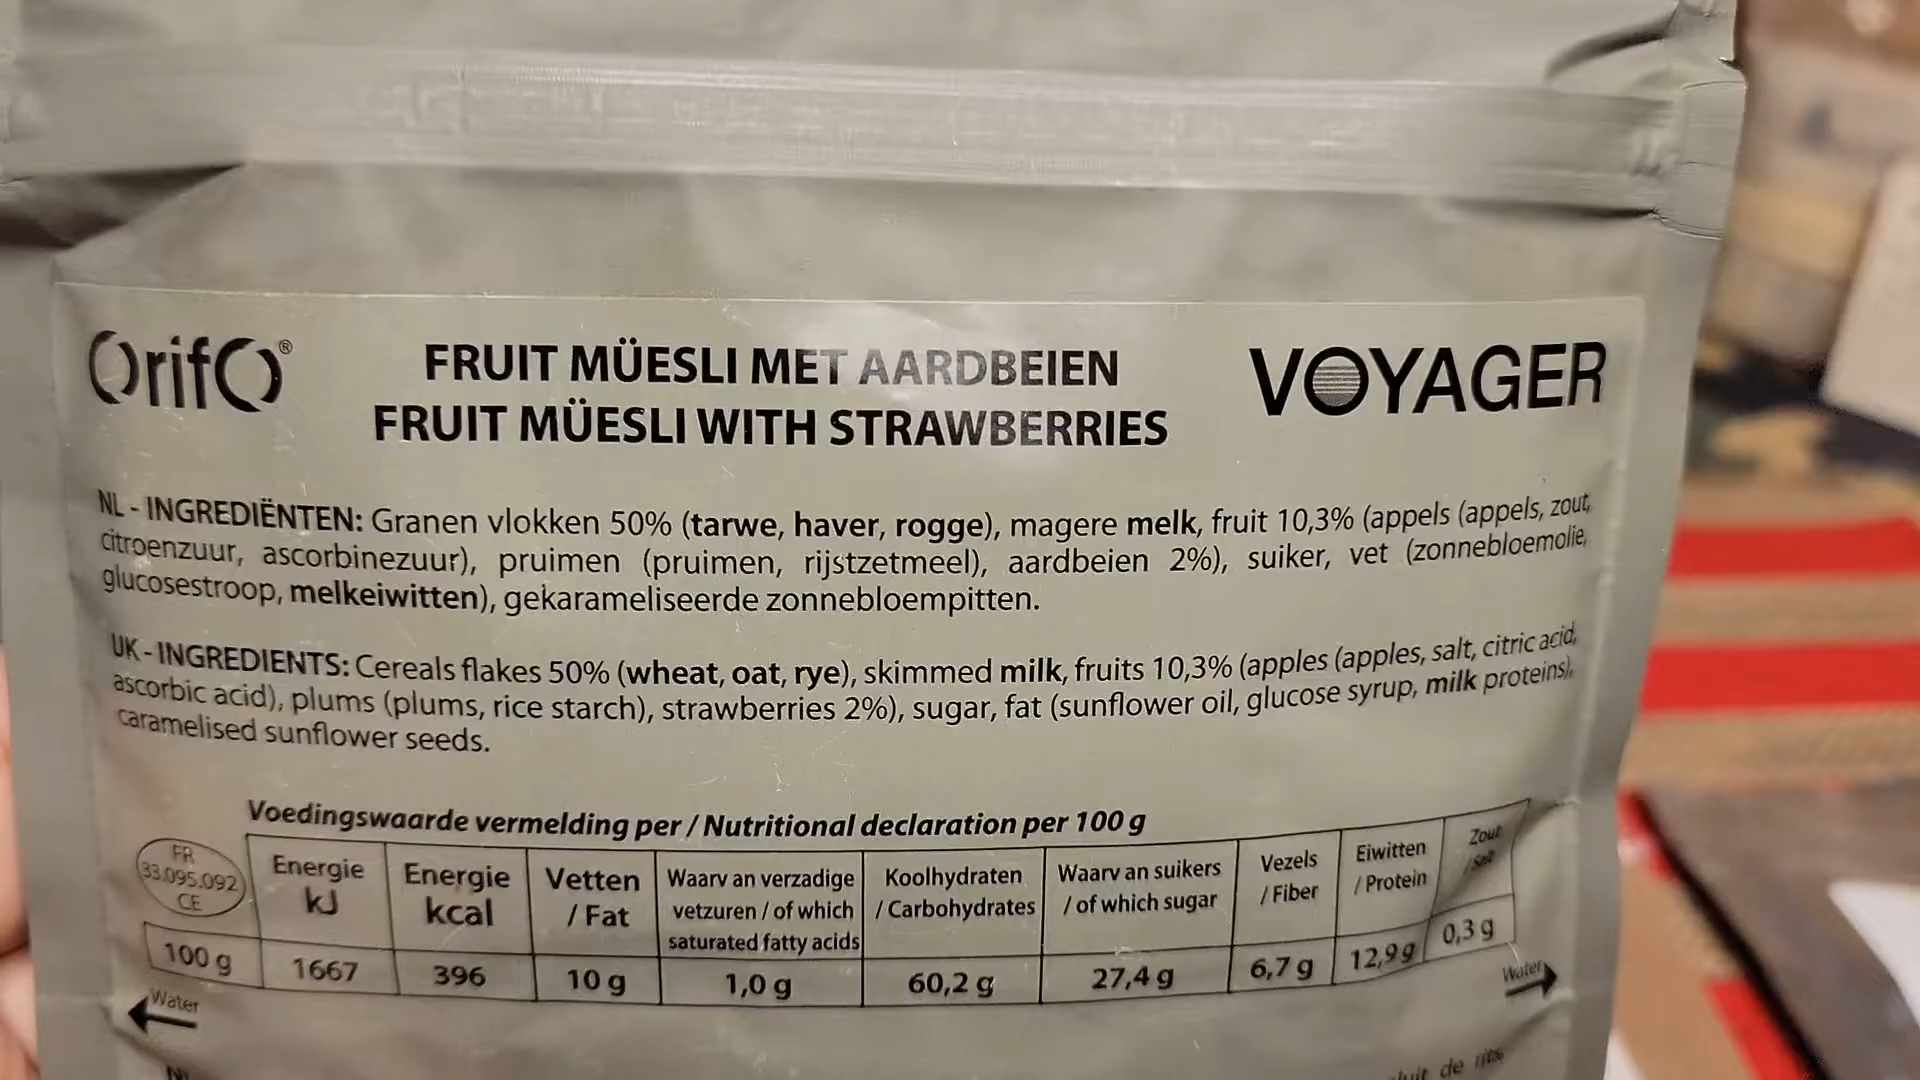 OrifO®
FRUIT MÜESLI MET AARDBEIEN
FRUIT MÜESLI WITH STRAWBERRIES
VOYAGER
NL - INGREDIËNTEN: Granen vlokken 50% (tarwe, haver, rogge), magere melk, fruit 10,3% (appels (appels, zout,
citroenzuur, ascorbinezuur), pruimen (pruimen, rijstzetmeel), aardbeien 2%), suiker, vet (zonnebloemolie,
glucosestroop, melkeiwitten), gekarameliseerde zonnebloempitten.
UK - INGREDIENTS: Cereals flakes 50% (wheat, oat, rye), skimmed milk, fruits 10,3% (apples (apples, salt, citric acid,
ascorbic acid), plums (plums, rice starch), strawberries 2%), sugar, fat (sunflower oil, glucose syrup, milk proteins),
caramelised sunflower seeds.
Voedingswaarde vermelding per / Nutritional declaration per 100 g
FR
33.095.092
CE
Energie
kJ
Energie
kcal
Vetten
/ Fat
Waarv an verzadige
vetzuren / of which
saturated fatty acids
Koolhydraten
/ Carbohydrates
Waarv an suikers
/ of which sugar
Vezels
/ Fiber
Eiwitten
/ Protein
Zout
/ Salt
100 g 1667 396 10 g 1,0 g 60,2 g 27,4 g 6,7 g 12,9 g 0,3 g
Water
Water
de